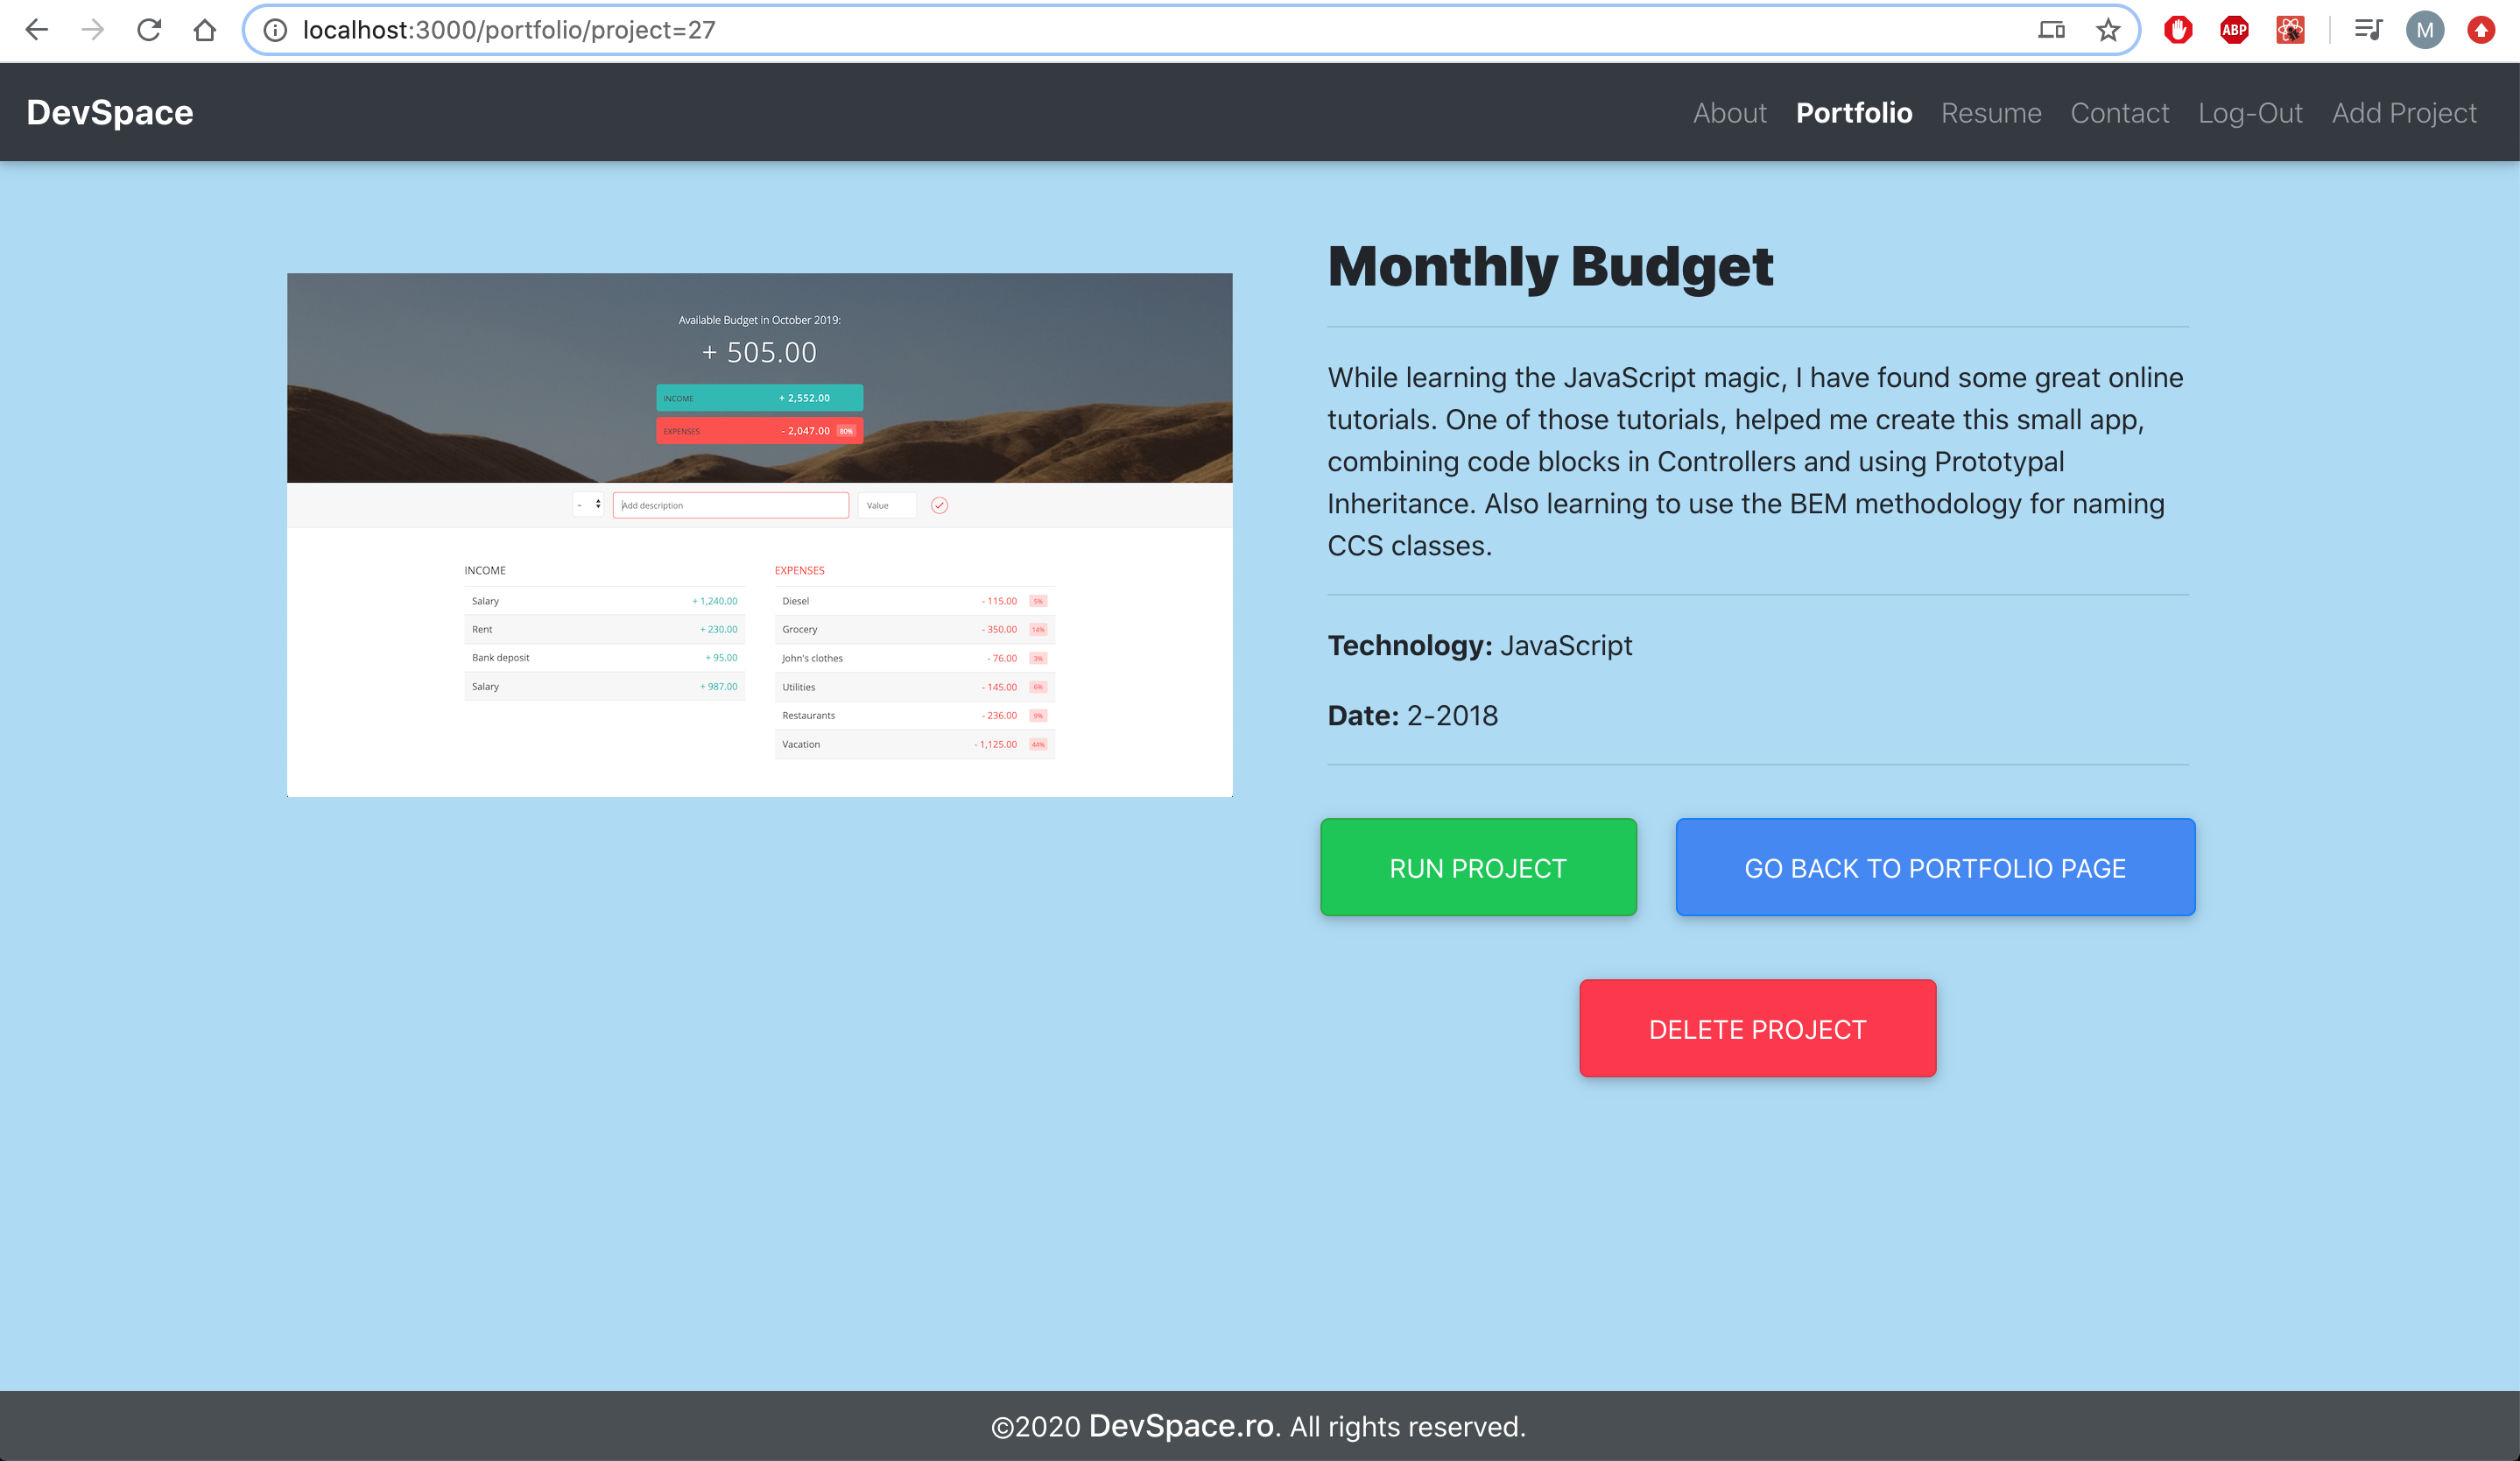 localhost:3000/portfolio/project=27
ABP
M
DevSpace
About Portfolio Resume Contact Log-Out Add Project
Available Budget in October 2019:
+ 505.00
INCOME + 2,552.00
EXPENSES - 2,047.00 80%
- Add description Value
INCOME
Salary + 1,240.00
Rent + 230.00
Bank deposit + 95.00
Salary + 987.00
EXPENSES
Diesel - 115.00 5%
Grocery - 350.00 14%
John's clothes - 76.00 3%
Utilities - 145.00 6%
Restaurants - 236.00 9%
Vacation - 1,125.00 44%
Monthly Budget
While learning the JavaScript magic, I have found some great online
tutorials. One of those tutorials, helped me create this small app,
combining code blocks in Controllers and using Prototypal
Inheritance. Also learning to use the BEM methodology for naming
CCS classes.
Technology: JavaScript
Date: 2-2018
RUN PROJECT
GO BACK TO PORTFOLIO PAGE
DELETE PROJECT
©2020 DevSpace.ro. All rights reserved.